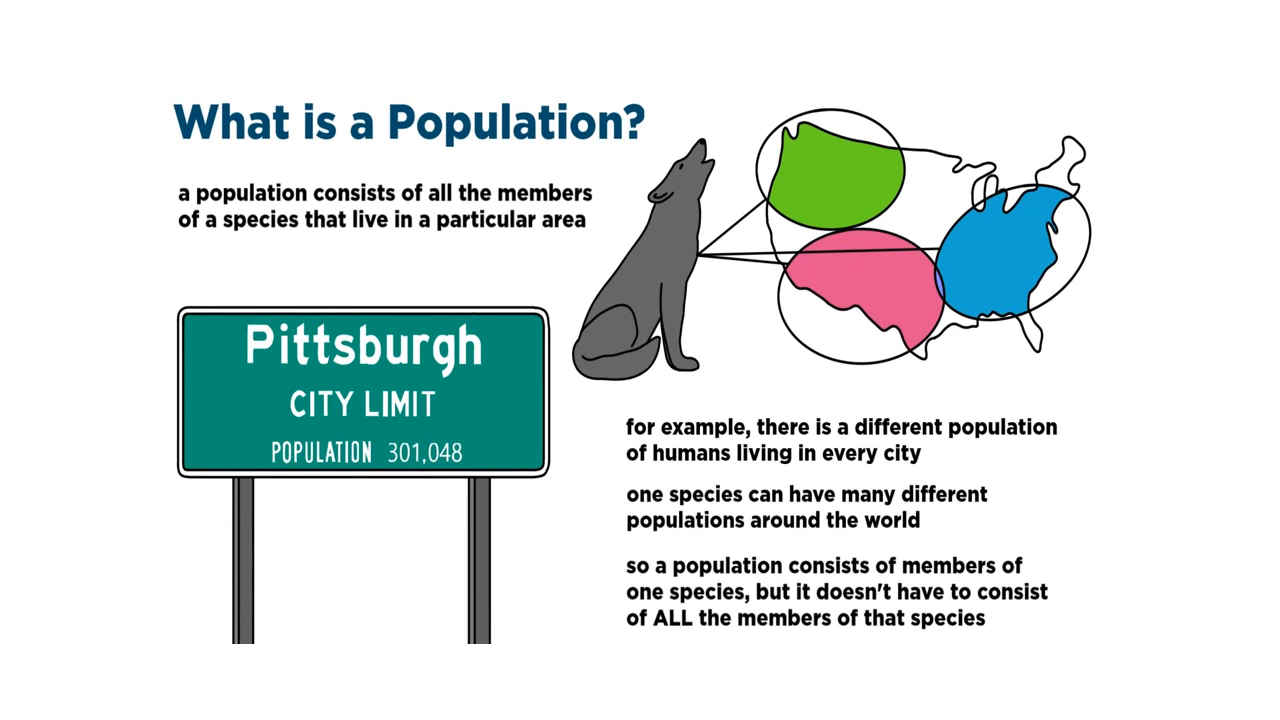 What is a Population?
a population consists of all the members
of a species that live in a particular area
Pittsburgh
CITY LIMIT
POPULATION 301,048
for example, there is a different population
of humans living in every city
one species can have many different
populations around the world
so a population consists of members of
one species, but it doesn't have to consist
of ALL the members of that species